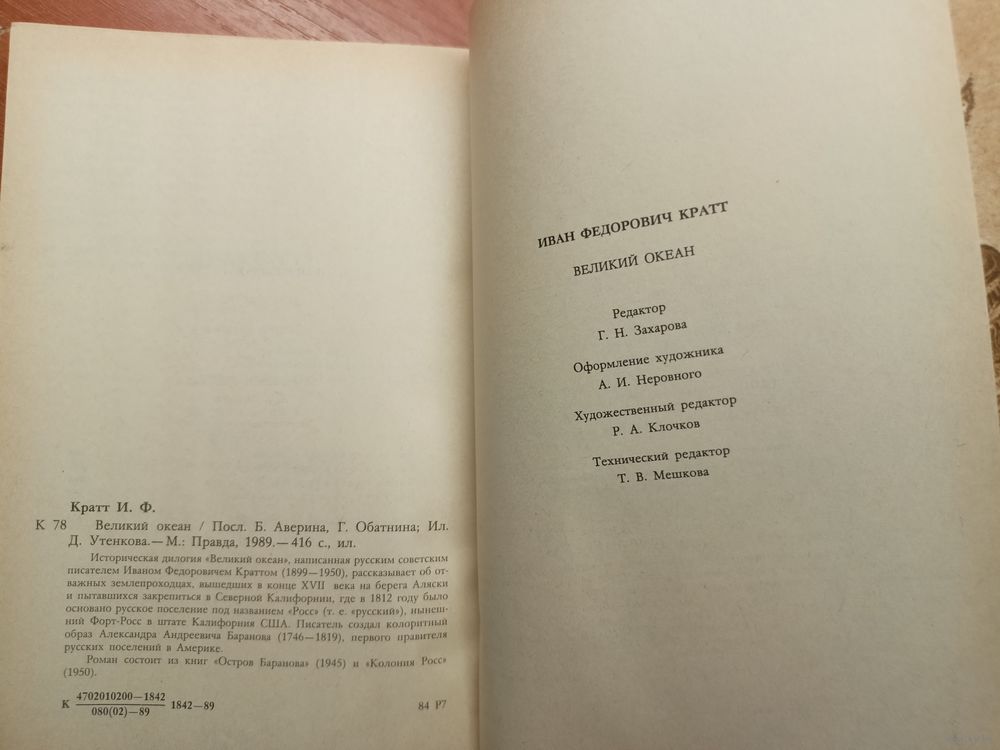 Кратт И. Ф.
К 78 Великий океан / Посл. Б. Аверина, Г. Обатнина; Ил.
Д. Утенкова.— М.: Правда, 1989.— 416 с., ил.
Историческая дилогия «Великий океан», написанная русским советским
писателем Иваном Федоровичем Краттом (1899—1950), рассказывает об от-
важных землепроходцах, вышедших в конце XVII века на берега Аляски
и пытавшихся закрепиться в Северной Калифорнии, где в 1812 году было
основано русское поселение под названием «Росс» (т. е. «русский»), нынеш-
ний Форт-Росс в штате Калифорния США. Писатель создал колоритный
образ Александра Андреевича Баранова (1746—1819), первого правителя
русских поселений в Америке.
Роман состоит из книг «Остров Баранова» (1945) и «Колония Росс»
(1950).
К 4702010200—1842
080(02)—89 1842—89
84 Р7
ИВАН ФЕДОРОВИЧ КРАТТ
ВЕЛИКИЙ ОКЕАН
Редактор
Г. Н. Захарова
Оформление художника
А. И. Неровного
Художественный редактор
Р. А. Клочков
Технический редактор
Т. В. Мешкова